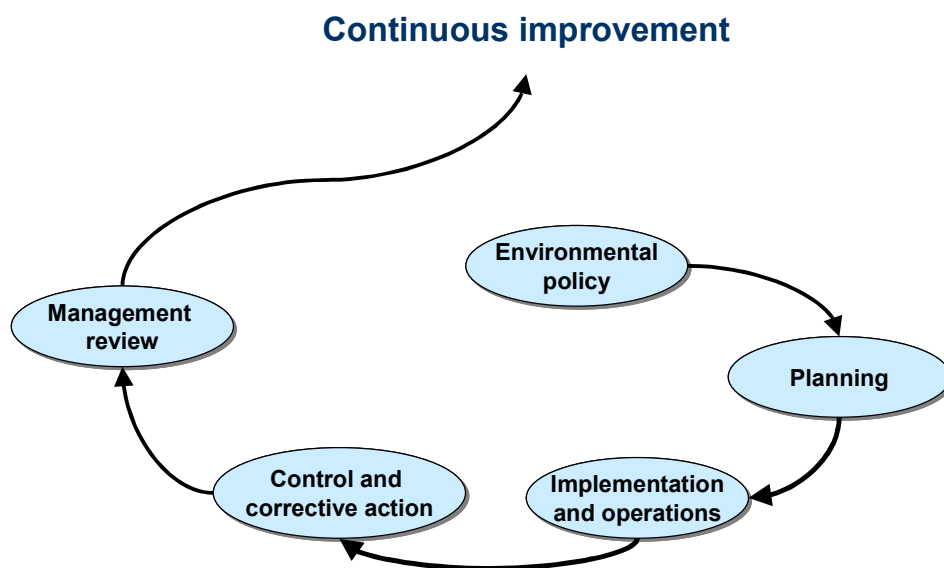 Continuous improvement
Environmental
policy
Planning
Implementation
and operations
Control and
corrective action
Management
review